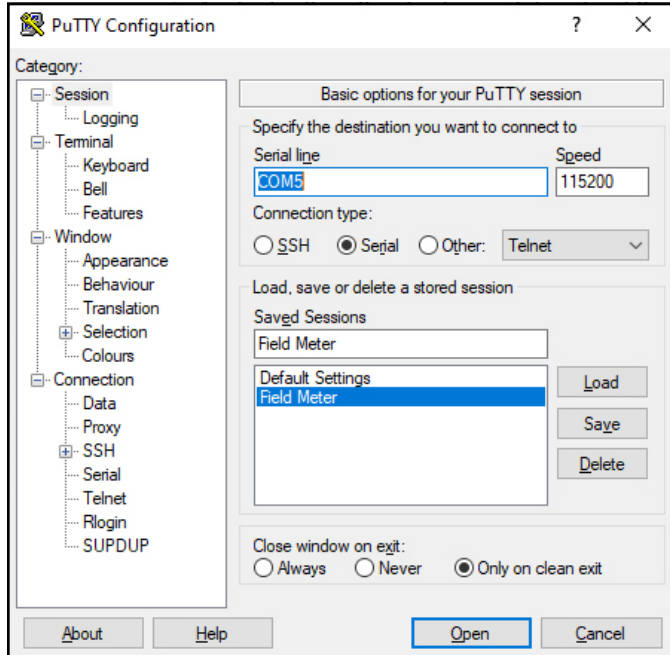 PuTTY Configuration
? 
Category:
Session
Logging
Terminal
Keyboard
Bell
Features
Window
Appearance
Behaviour
Translation
Selection
Colours
Connection
Data
Proxy
SSH
Serial
Telnet
Rlogin
SUPDUP
Basic options for your PuTTY session
Specify the destination you want to connect to
Serial line Speed
COM5 115200
Connection type:
SSH Serial Other: Telnet
Load, save or delete a stored session
Saved Sessions
Field Meter
Default Settings
Field Meter
Load
Save
Delete
Close window on exit:
Always Never Only on clean exit
About Help Open Cancel